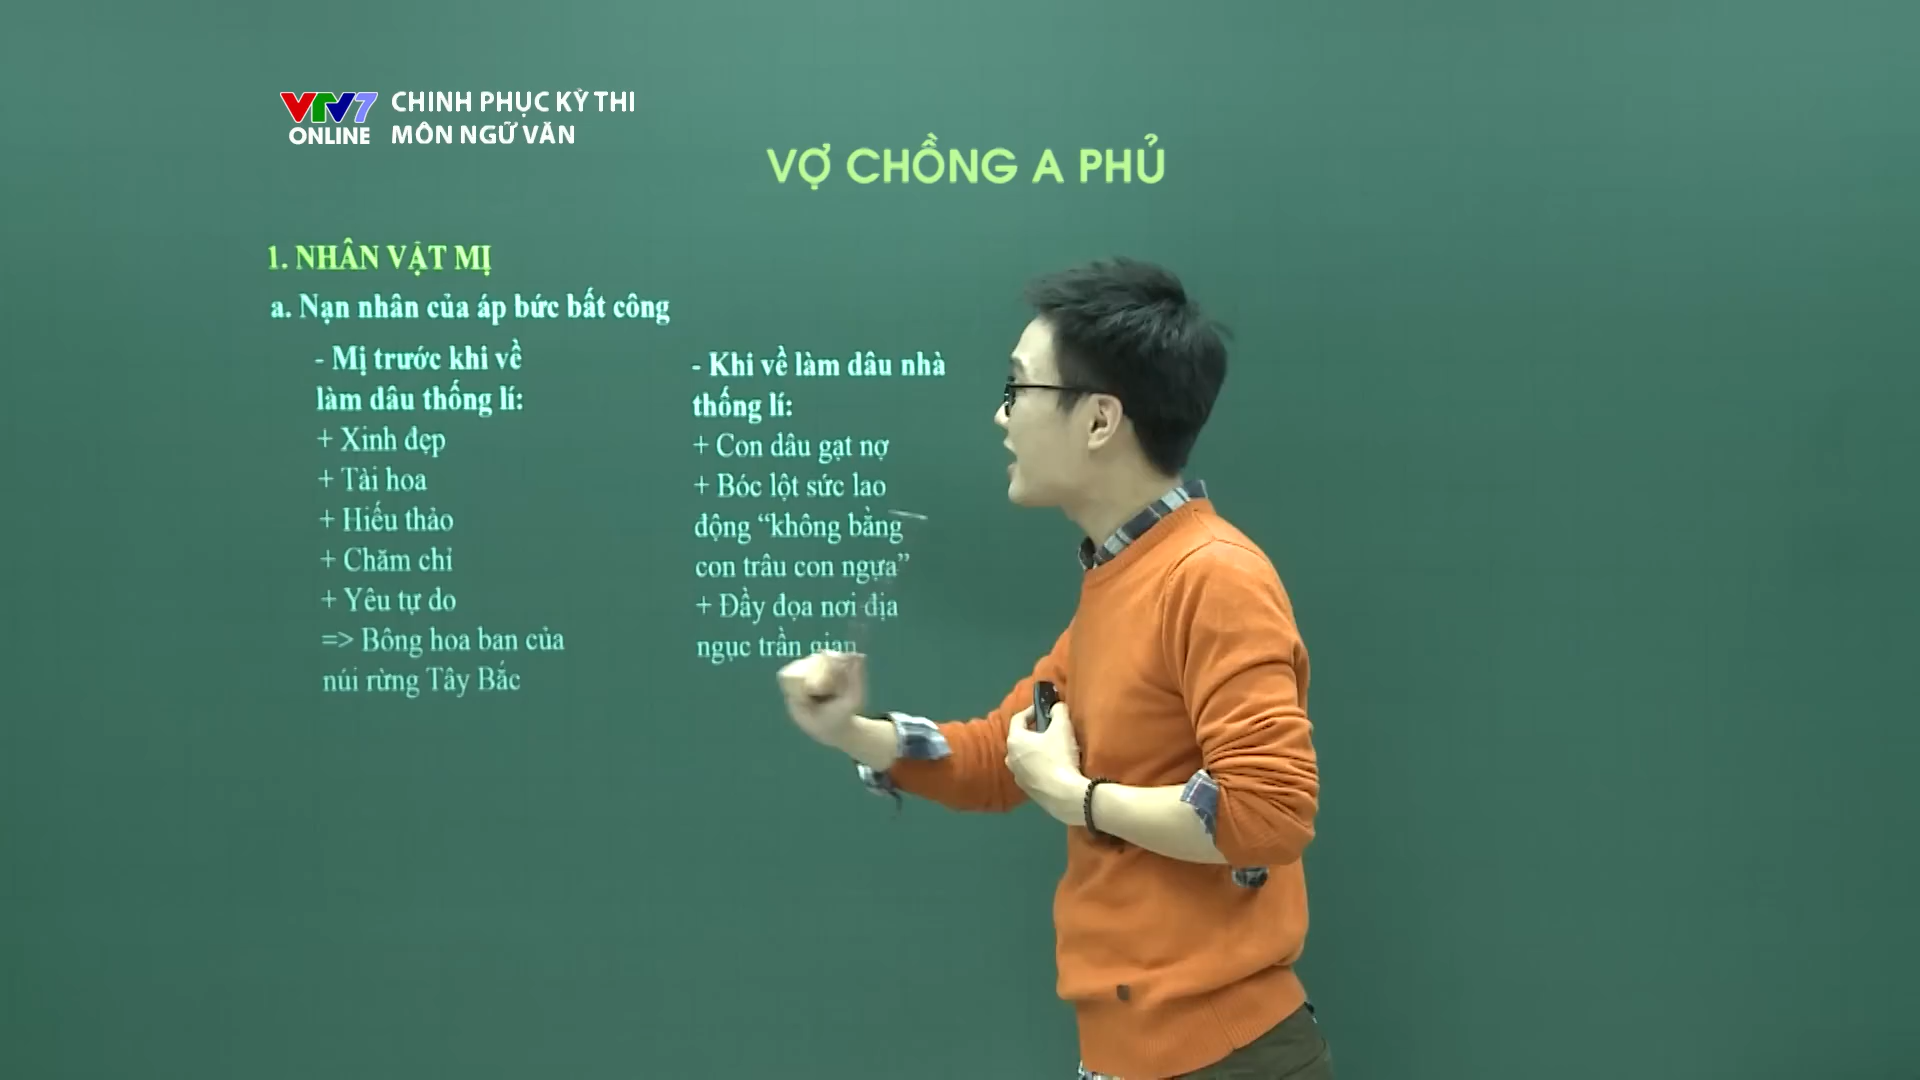 VTV7
ONLINE
CHINH PHỤC KỲ THI
MÔN NGỮ VĂN
VỢ CHỒNG A PHỦ
1. NHÂN VẬT MỊ
a. Nạn nhân của áp bức bất công
- Mị trước khi về
làm dâu thống lí:
+ Xinh đẹp
+ Tài hoa
+ Hiếu thảo
+ Chăm chỉ
+ Yêu tự do
=> Bông hoa ban của
núi rừng Tây Bắc
- Khi về làm dâu nhà
thống lí:
+ Con dâu gạt nợ
+ Bóc lột sức lao
động “không bằng
con trâu con ngựa”
+ Đầy đọa nơi địa
ngục trần gian